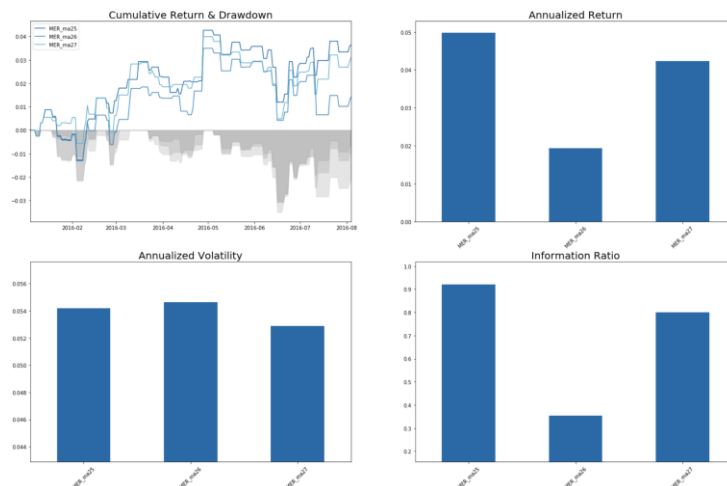 Cumulative Return & Drawdown
MER_ma25
MER_ma26
MER_ma27
0.04
0.03
0.02
0.01
0.00
−0.01
−0.02
−0.03
2016-02
2016-03
2016-04
2016-05
2016-06
2016-07
2016-08
Annualized Return
0.05
0.04
0.03
0.02
0.01
0.00
MER_ma25
MER_ma26
MER_ma27
Annualized Volatility
0.056
0.054
0.052
0.050
0.048
0.046
0.044
MER_ma25
MER_ma26
MER_ma27
Information Ratio
1.0
0.9
0.8
0.7
0.6
0.5
0.4
0.3
0.2
MER_ma25
MER_ma26
MER_ma27